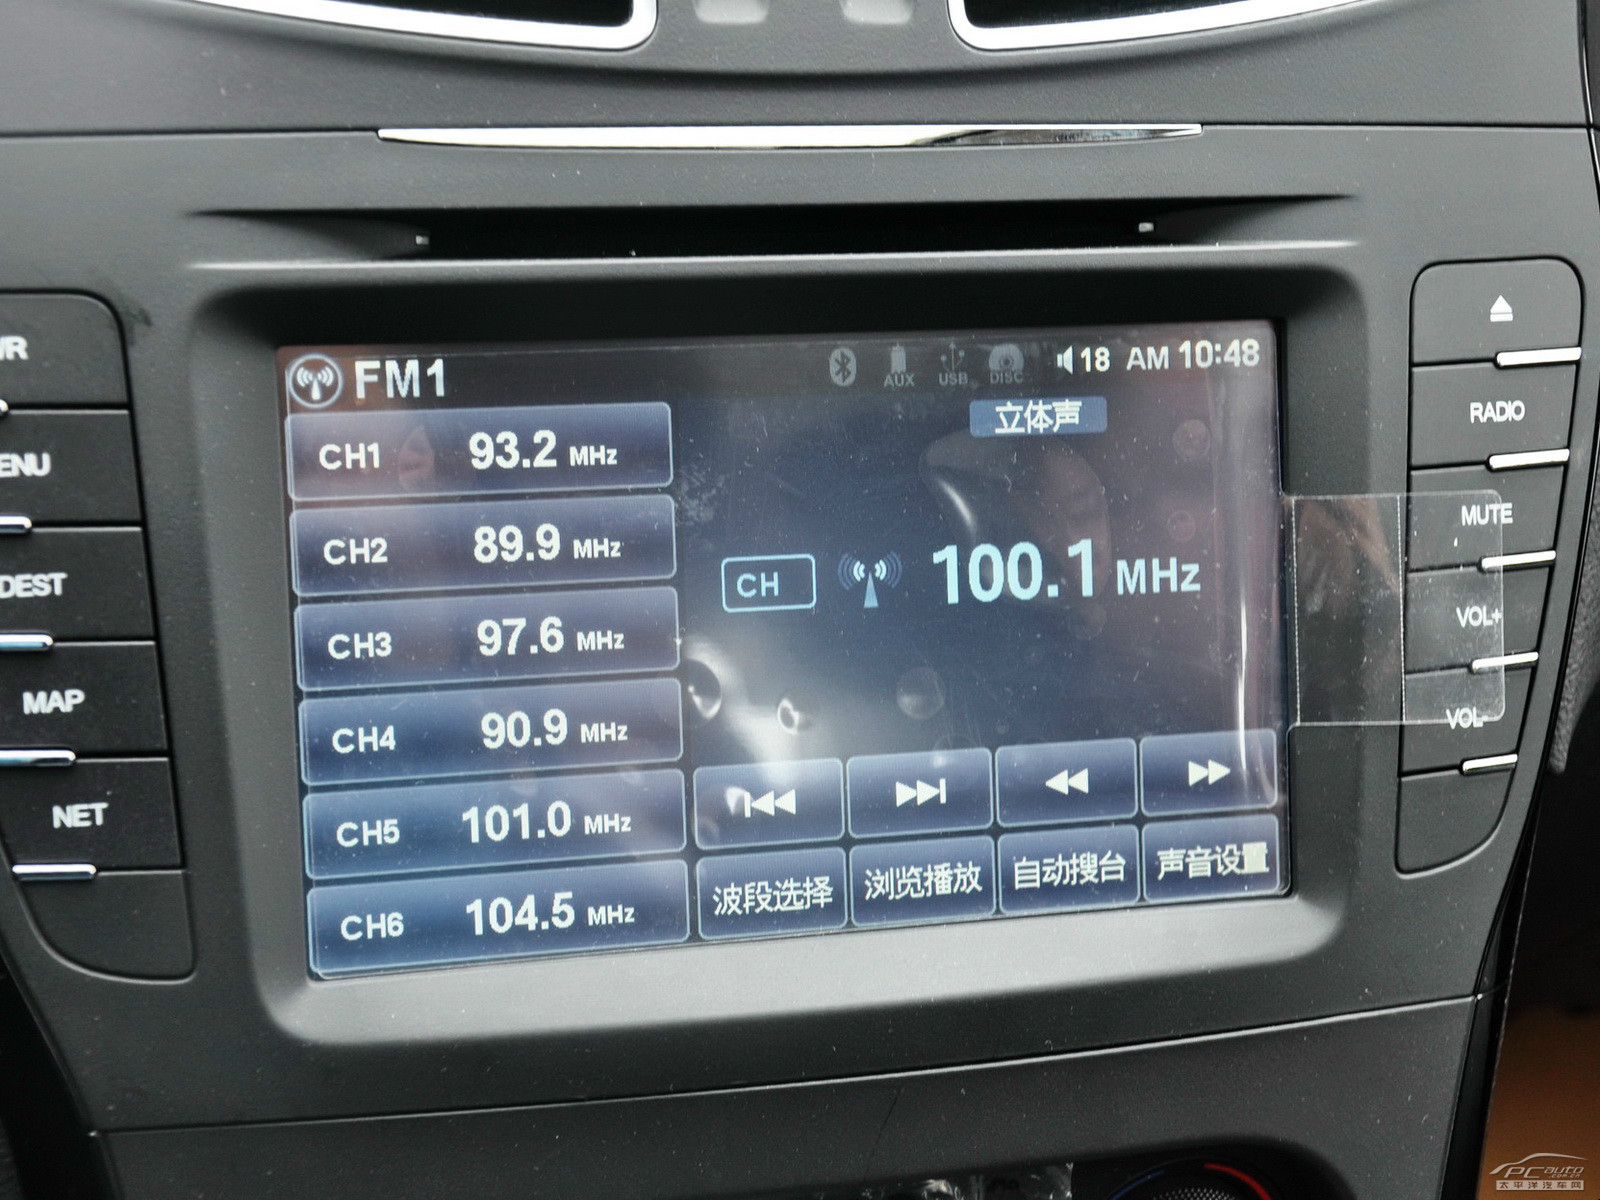 FM1
AUX
USB
DISC
18 AM 10:48
立体声
CH1 93.2 MHz
CH2 89.9 MHz
CH3 97.6 MHz
CH4 90.9 MHz
CH5 101.0 MHz
CH6 104.5 MHz
CH 100.1 MHz
波段选择
浏览播放
自动搜台
声音设置
DEST
MAP
NET
RADIO
MUTE
VOL+
VOL-
PCauto
太平洋汽车网